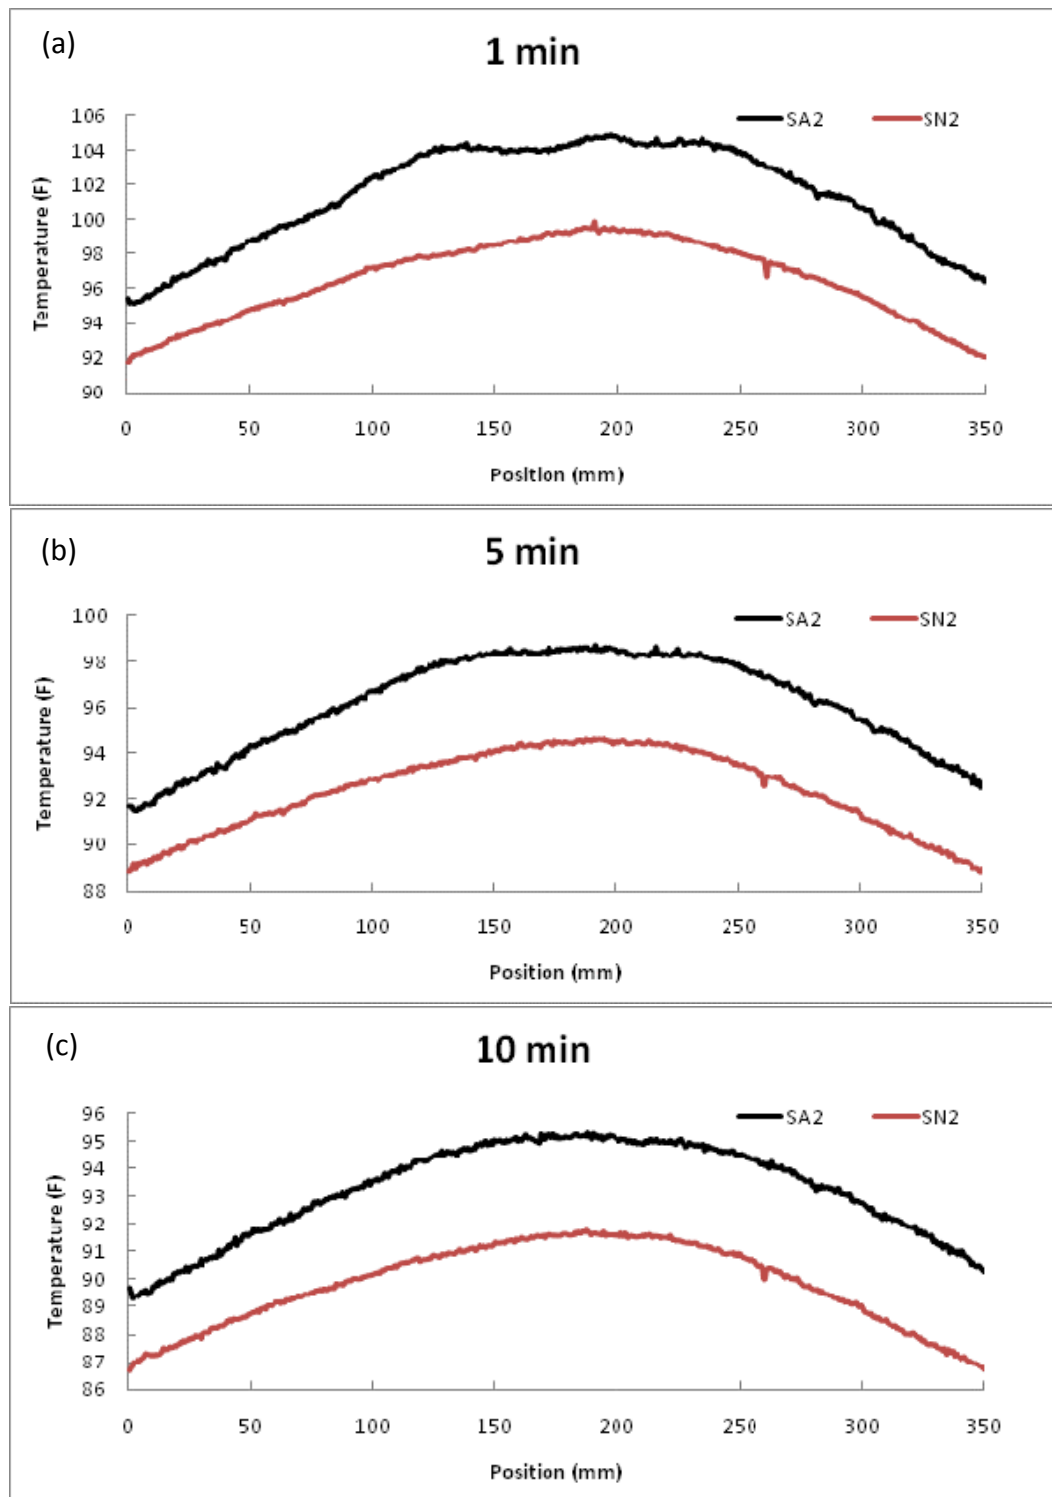 (a)
1 min
SA2 SN2
Temperature (F)
106
104
102
100
98
96
94
92
90
0 50 100 150 200 250 300 350
Position (mm)
(b)
5 min
SA2 SN2
Temperature (F)
100
98
96
94
92
90
88
0 50 100 150 200 250 300 350
Position (mm)
(c)
10 min
SA2 SN2
Temperature (F)
96
95
94
93
92
91
90
89
88
87
86
0 50 100 150 200 250 300 350
Position (mm)